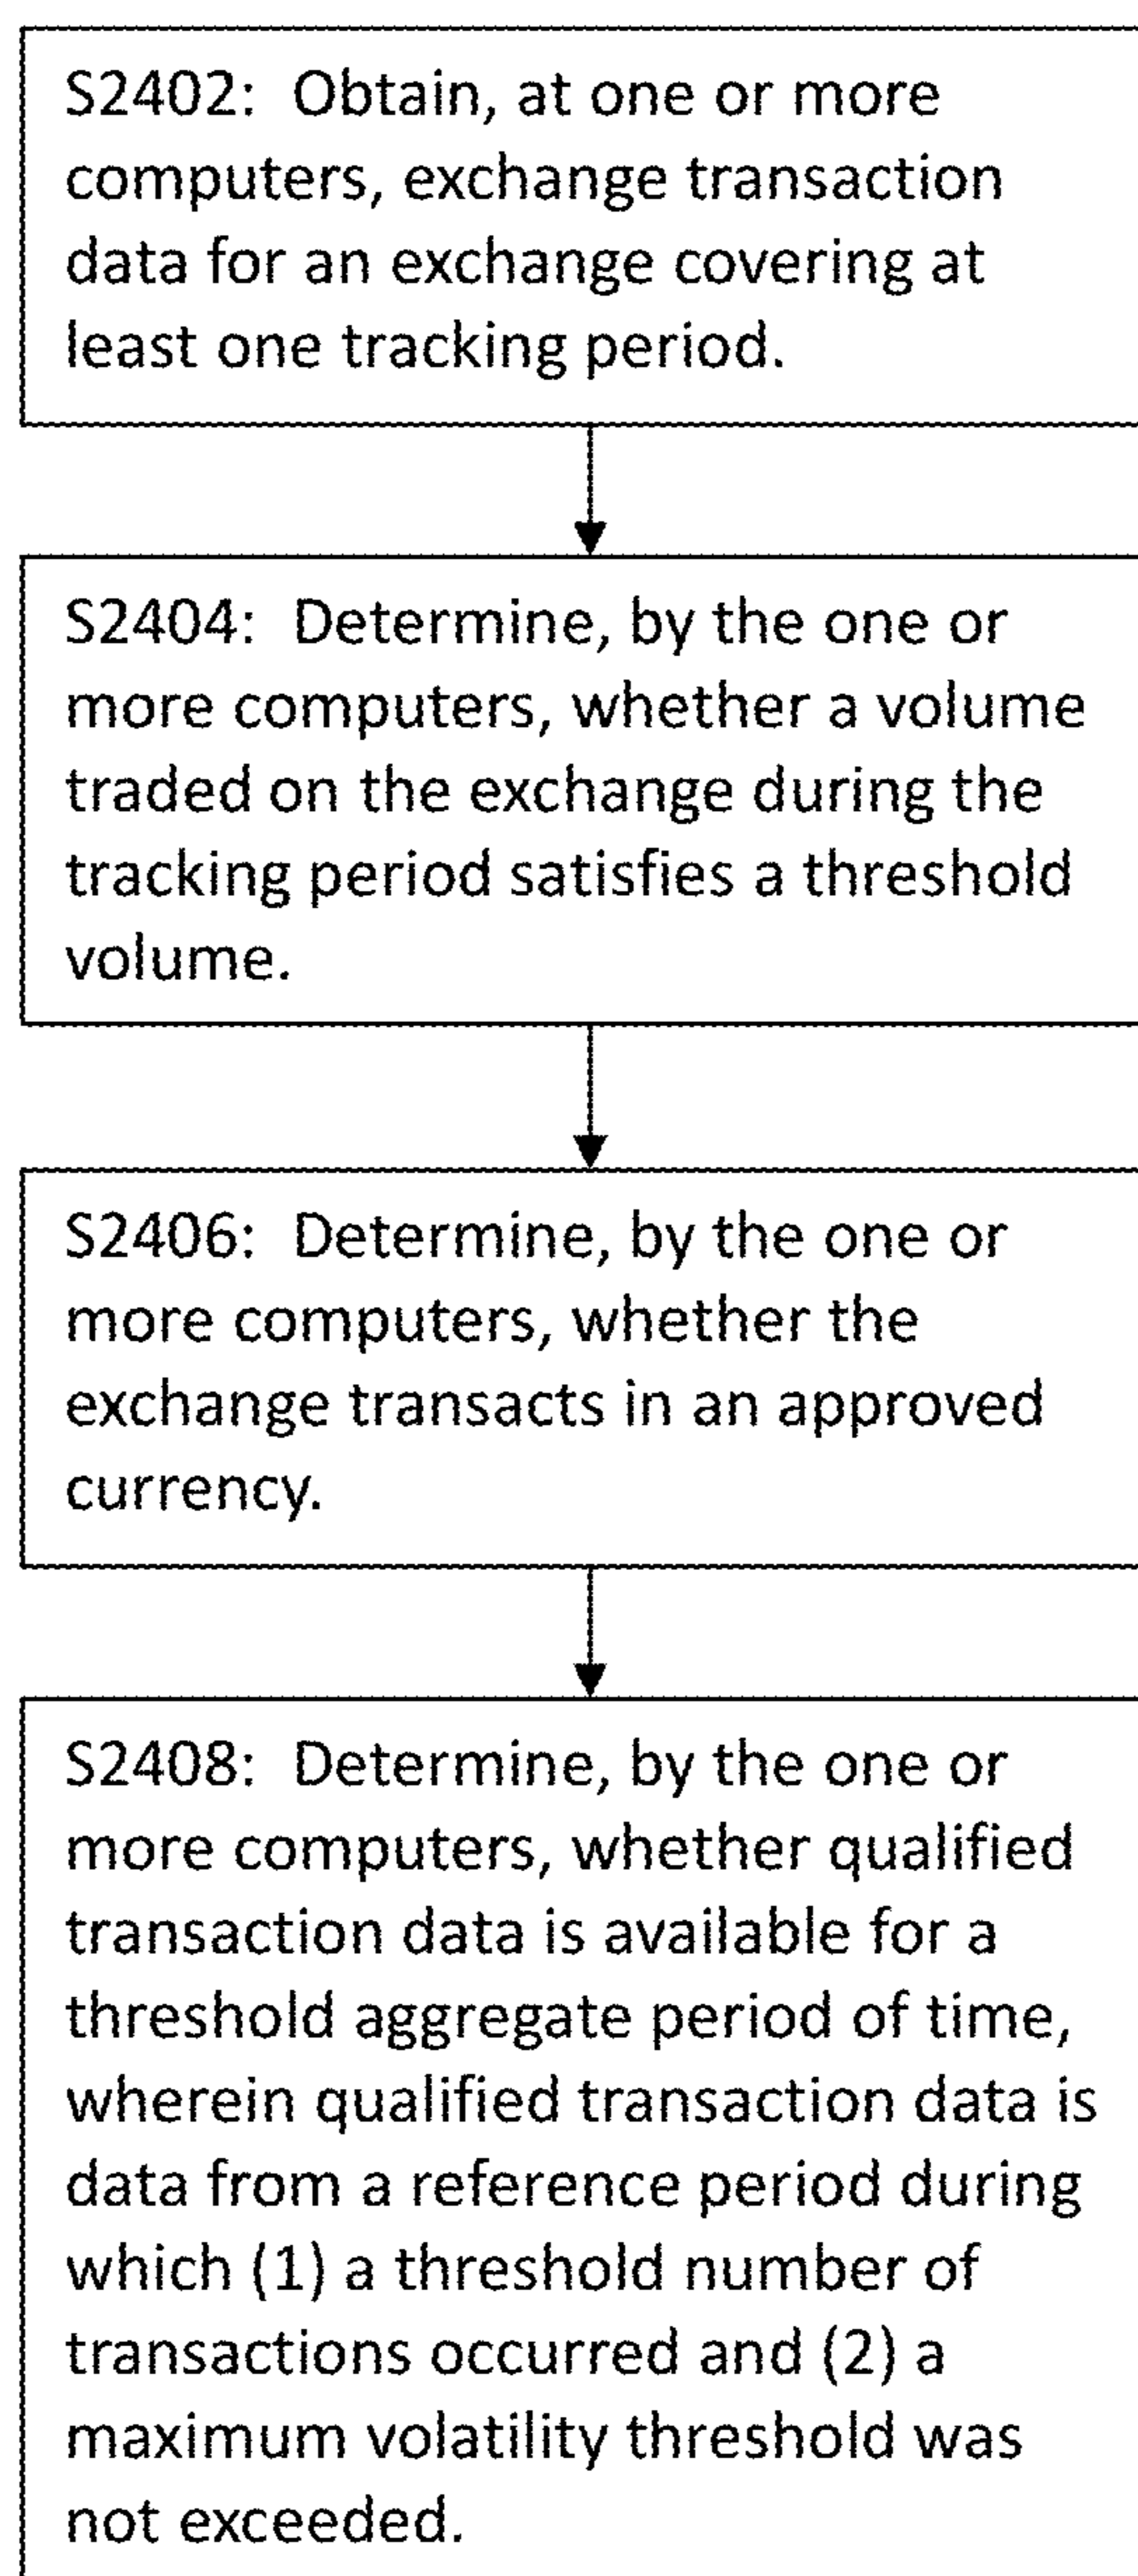 S2402:  Obtain, at one or more
computers, exchange transaction
data for an exchange covering at
least one tracking period.
S2404:  Determine, by the one or
more computers, whether a volume
traded on the exchange during the
tracking period satisfies a threshold
volume.
S2406:  Determine, by the one or
more computers, whether the
exchange transacts in an approved
currency.
S2408:  Determine, by the one or
more computers, whether qualified
transaction data is available for a
threshold aggregate period of time,
wherein qualified transaction data is
data from a reference period during
which (1) a threshold number of
transactions occurred and (2) a
maximum volatility threshold was
not exceeded.